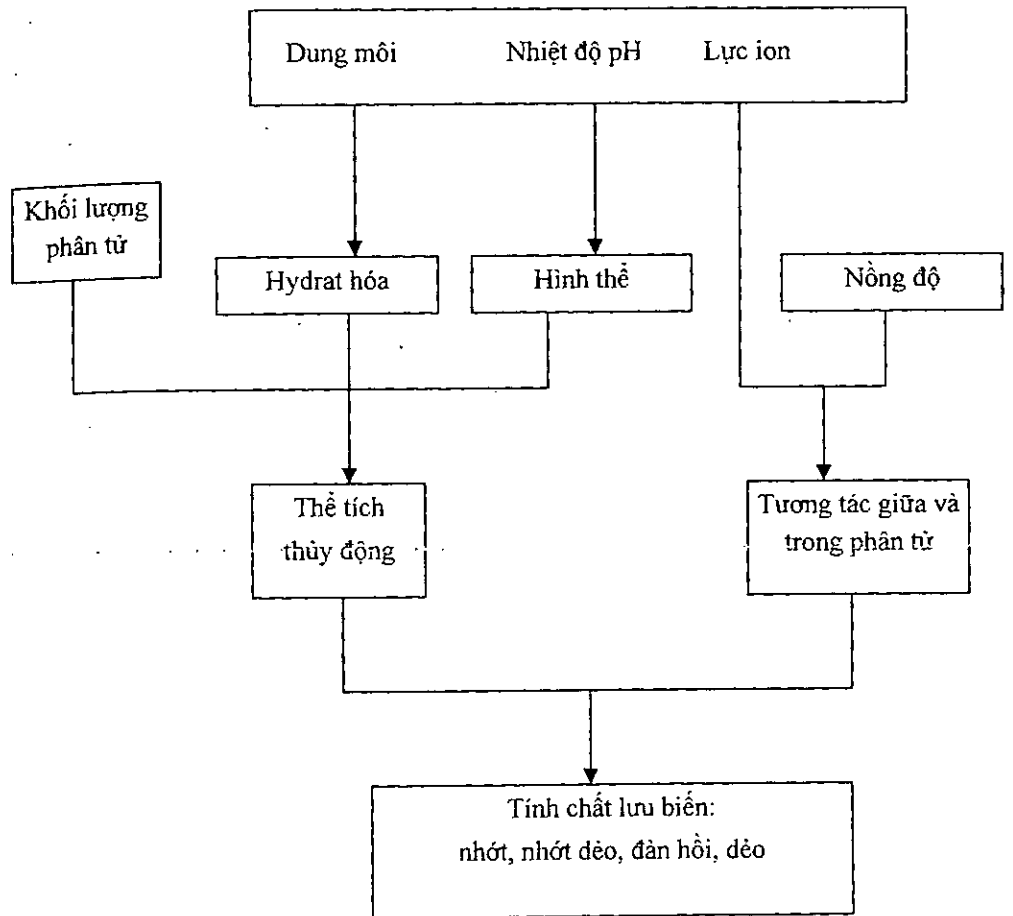 Dung môi Nhiệt độ pH Lực ion
Khối lượng
phân tử
Hydrat hóa
Hình thể
Nồng độ
Thể tích
thủy động
Tương tác giữa và
trong phân tử
Tính chất lưu biến:
nhớt, nhớt dẻo, đàn hồi, dẻo